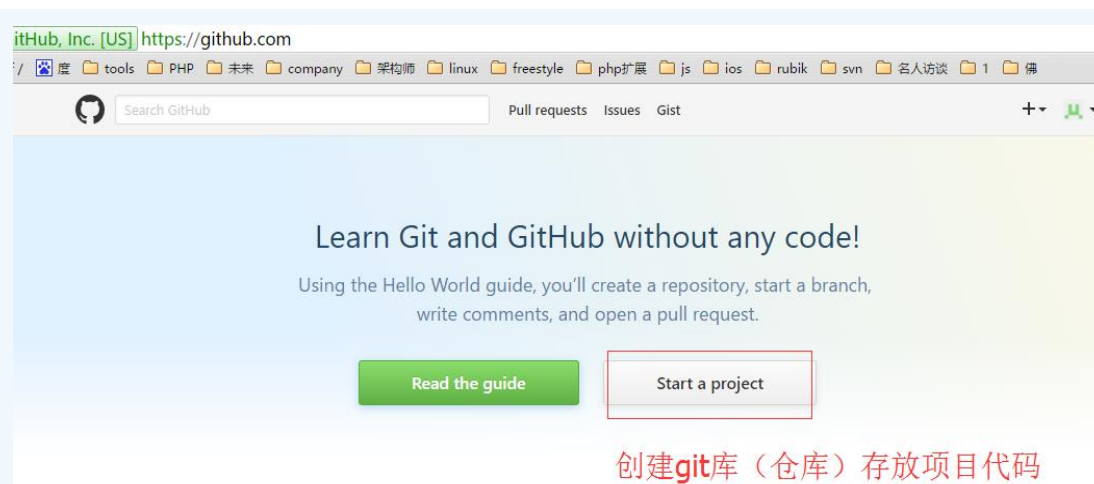 itHub, Inc. [US] https://github.com
/ 度 tools PHP 未来 company 架构师 linux freestyle php扩展 js ios rubik svn 名人访谈 1 佛
Search GitHub Pull requests Issues Gist
Learn Git and GitHub without any code!
Using the Hello World guide, you’ll create a repository, start a branch,
write comments, and open a pull request.
Read the guide Start a project
创建git库（仓库）存放项目代码